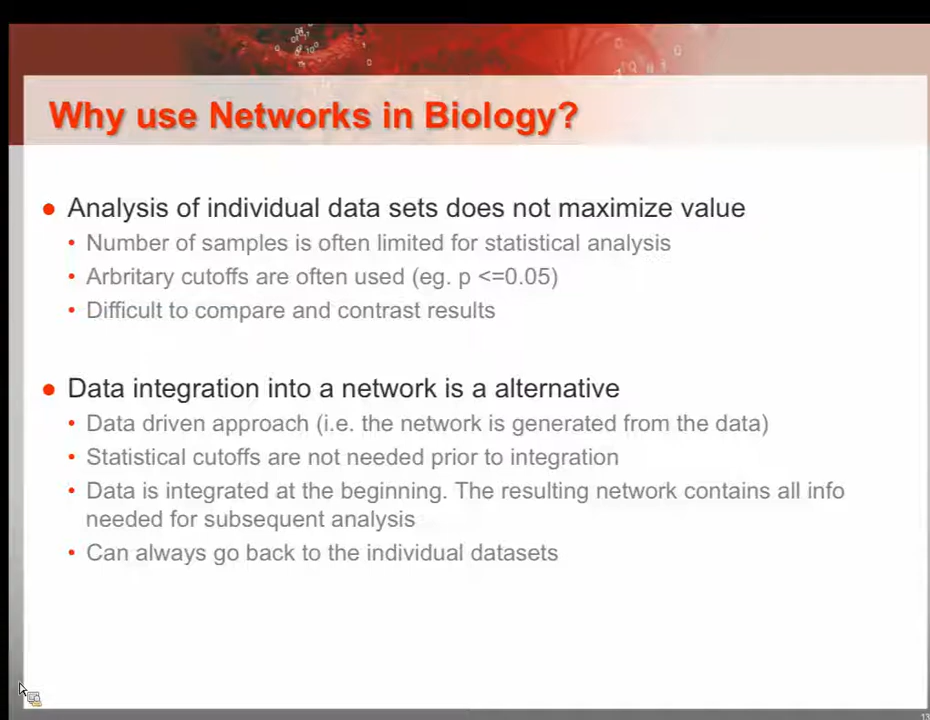 Why use Networks in Biology?
Analysis of individual data sets does not maximize value
Number of samples is often limited for statistical analysis
Arbritary cutoffs are often used (eg. p <=0.05)
Difficult to compare and contrast results
Data integration into a network is a alternative
Data driven approach (i.e. the network is generated from the data)
Statistical cutoffs are not needed prior to integration
Data is integrated at the beginning. The resulting network contains all info
needed for subsequent analysis
Can always go back to the individual datasets